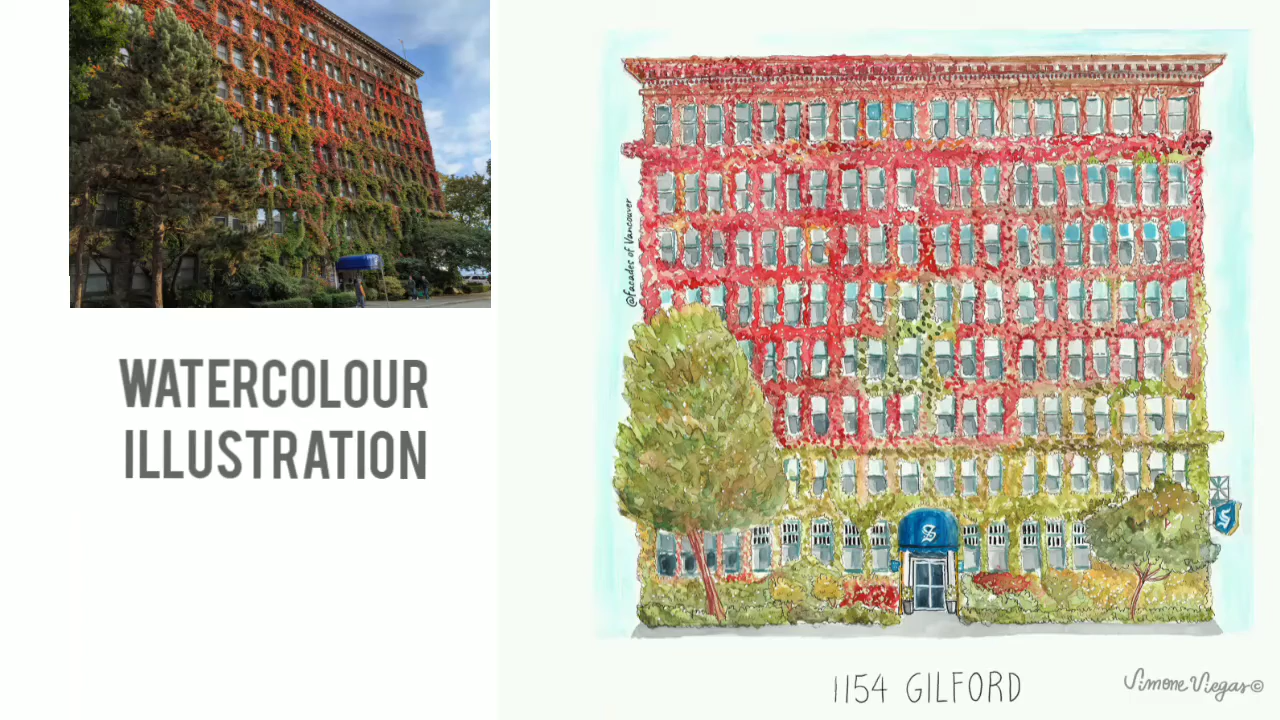 WATERCOLOUR
ILLUSTRATION
@facades of Vancouver
S
S
1154 GILFORD
Simone Viegas©